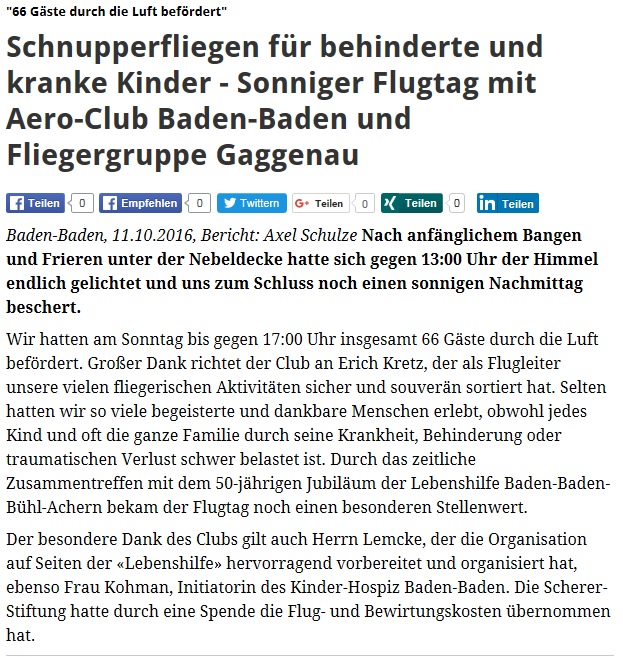 "66 Gäste durch die Luft befördert"
Schnupperfliegen für behinderte und
kranke Kinder - Sonniger Flugtag mit
Aero-Club Baden-Baden und
Fliegergruppe Gaggenau
Teilen 0 Empfehlen 0 Twittern G+ Teilen 0 Teilen 0 in Teilen
Baden-Baden, 11.10.2016, Bericht: Axel Schulze Nach anfänglichem Bangen
und Frieren unter der Nebeldecke hatte sich gegen 13:00 Uhr der Himmel
endlich gelichtet und uns zum Schluss noch einen sonnigen Nachmittag
beschert.
Wir hatten am Sonntag bis gegen 17:00 Uhr insgesamt 66 Gäste durch die Luft
befördert. Großer Dank richtet der Club an Erich Kretz, der als Flugleiter
unsere vielen fliegerischen Aktivitäten sicher und souverän sortiert hat. Selten
hatten wir so viele begeisterte und dankbare Menschen erlebt, obwohl jedes
Kind und oft die ganze Familie durch seine Krankheit, Behinderung oder
traumatischen Verlust schwer belastet ist. Durch das zeitliche
Zusammentreffen mit dem 50-jährigen Jubiläum der Lebenshilfe Baden-Baden-
Bühl-Achern bekam der Flugtag noch einen besonderen Stellenwert.
Der besondere Dank des Clubs gilt auch Herrn Lemcke, der die Organisation
auf Seiten der «Lebenshilfe» hervorragend vorbereitet und organisiert hat,
ebenso Frau Kohman, Initiatorin des Kinder-Hospiz Baden-Baden. Die Scherer-
Stiftung hatte durch eine Spende die Flug- und Bewirtungskosten übernommen
hat.